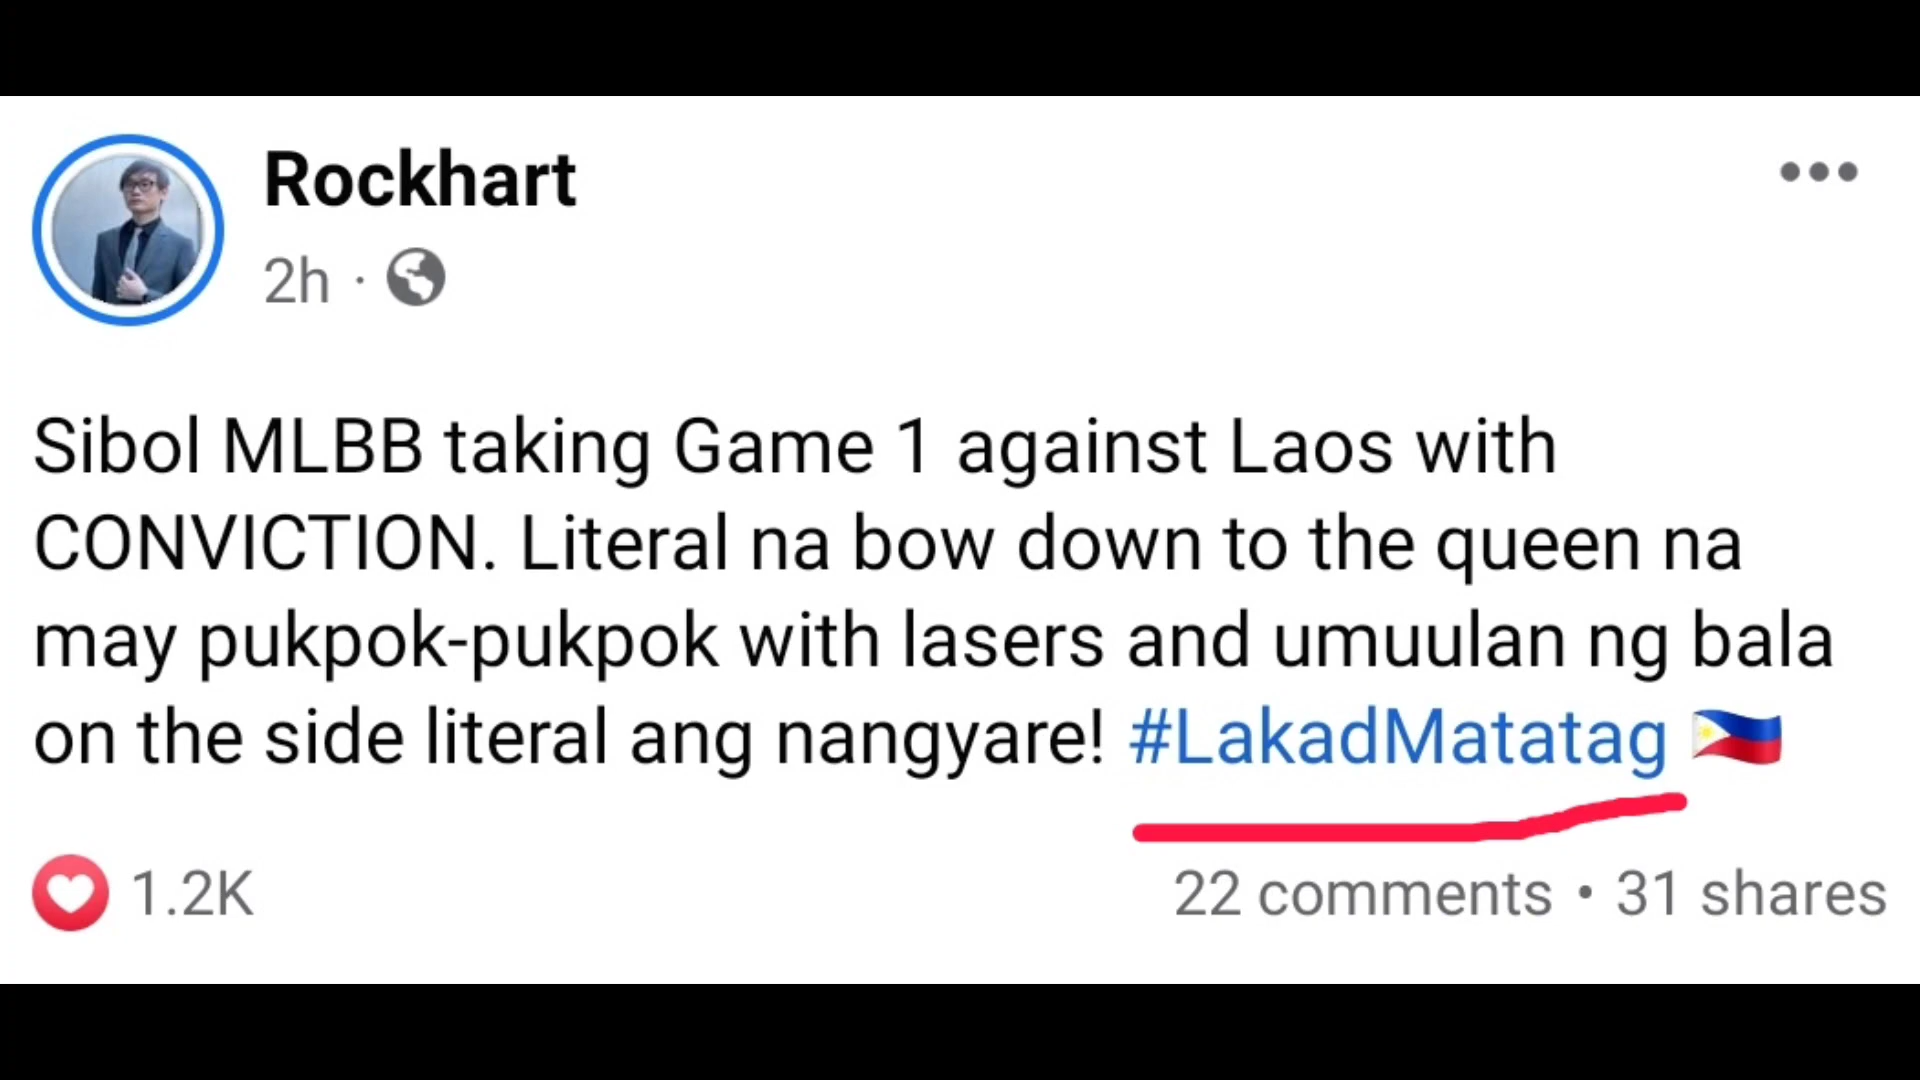 Rockhart
2h ·
Sibol MLBB taking Game 1 against Laos with
CONVICTION. Literal na bow down to the queen na
may pukpok-pukpok with lasers and umuulan ng bala
on the side literal ang nangyare! #LakadMatatag 🇵🇭
1.2K
22 comments • 31 shares